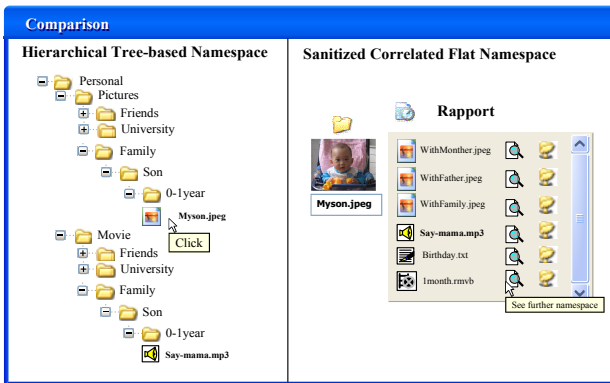 Comparison
Hierarchical Tree-based Namespace
Personal
Pictures
Friends
University
Family
Son
0-1year
Myson.jpeg
Click
Movie
Friends
University
Family
Son
0-1year
Say-mama.mp3
Sanitized Correlated Flat Namespace
Rapport
Myson.jpeg
WithMonther.jpeg
WithFather.jpeg
WithFamily.jpeg
Say-mama.mp3
Birthday.txt
1month.rmvb
See further namespace